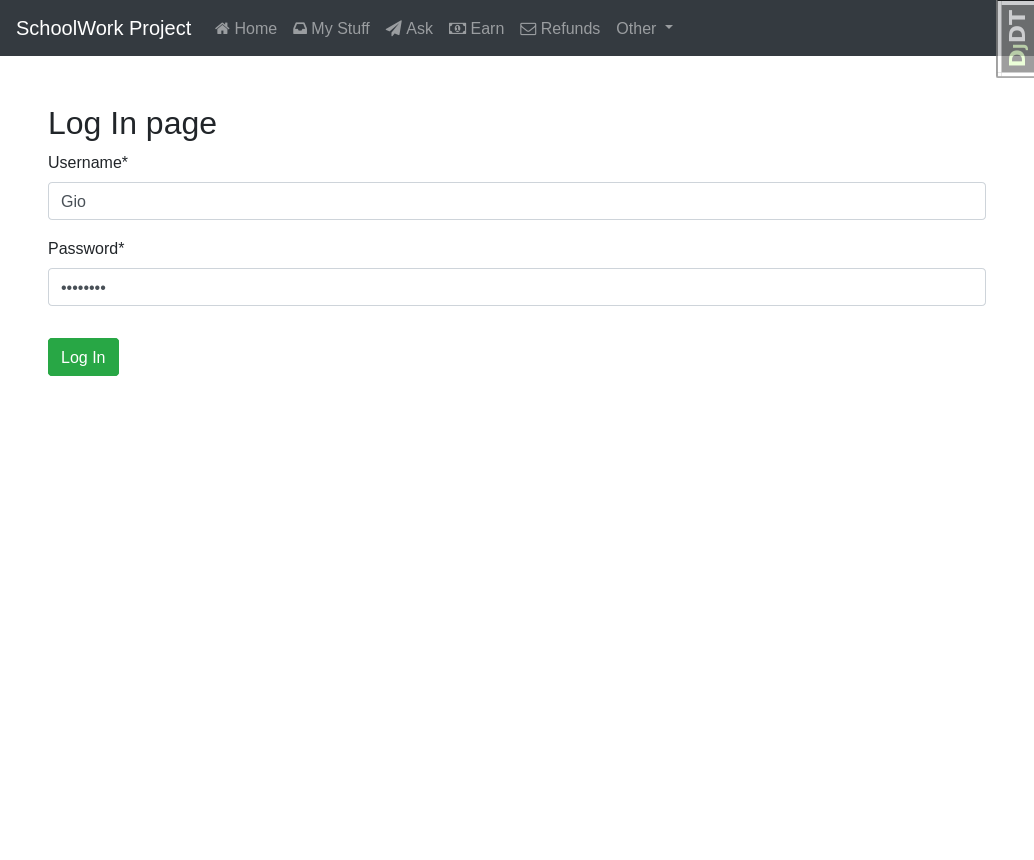 SchoolWork Project Home My Stuff Ask Earn Refunds Other
DjDT
Log In page
Username*
Gio
Password*
••••••••
Log In